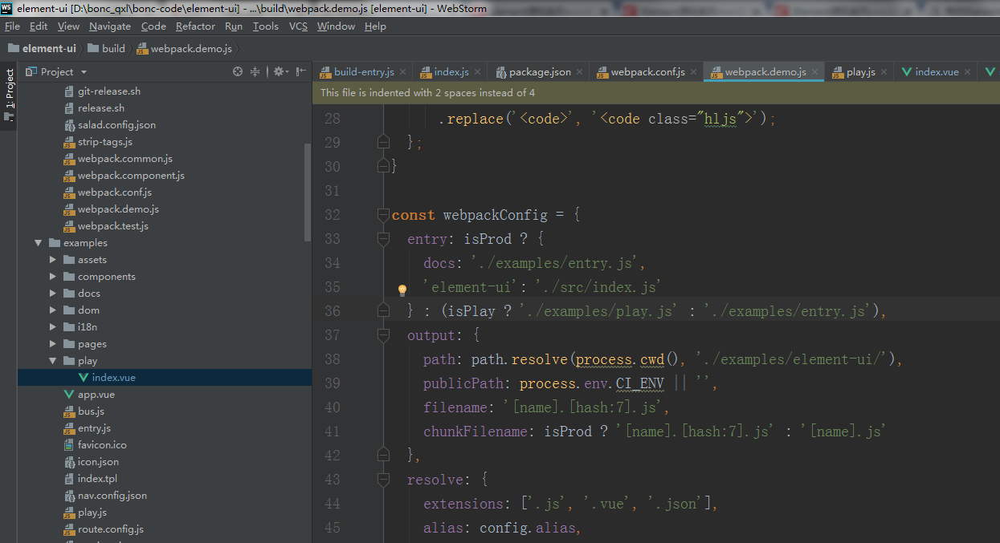 element-ui [D:\bonc_qxl\bonc-code\element-ui] - ...\build\webpack.demo.js [element-ui] - WebStorm
File Edit View Navigate Code Refactor Run Tools VCS Window Help
element-ui build webpack.demo.js
1: Project
Project
build-entry.js index.js package.json webpack.conf.js webpack.demo.js play.js index.vue
This file is indented with 2 spaces instead of 4
git-release.sh
release.sh
salad.config.json
strip-tags.js
webpack.common.js
webpack.component.js
webpack.conf.js
webpack.demo.js
webpack.test.js
examples
assets
components
docs
dom
i18n
pages
play
index.vue
app.vue
bus.js
entry.js
favicon.ico
icon.json
index.tpl
nav.config.json
play.js
route.config.js
28 .replace('<code>', '<code class="hljs">');
29 };
30 }
31
32 const webpackConfig = {
33 entry: isProd ? {
34 docs: './examples/entry.js',
35 'element-ui': './src/index.js'
36 } : (isPlay ? './examples/play.js' : './examples/entry.js'),
37 output: {
38 path: path.resolve(process.cwd(), './examples/element-ui/'),
39 publicPath: process.env.CI_ENV || '',
40 filename: '[name].[hash:7].js',
41 chunkFilename: isProd ? '[name].[hash:7].js' : '[name].js'
42 },
43 resolve: {
44 extensions: ['.js', '.vue', '.json'],
45 alias: config.alias,